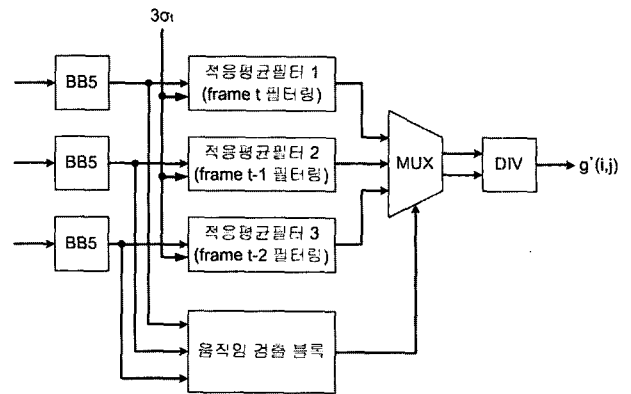 3σt
BB5
적응평균필터 1
(frame t 필터링)
BB5
적응평균필터 2
(frame t-1 필터링)
MUX
DIV
g'(i,j)
BB5
적응평균필터 3
(frame t-2 필터링)
움직임 검출 블록